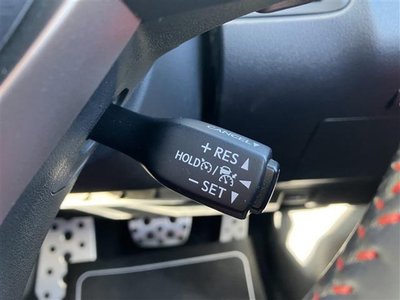 CANCEL▼
+ RES▲
HOLD /
− SET▼